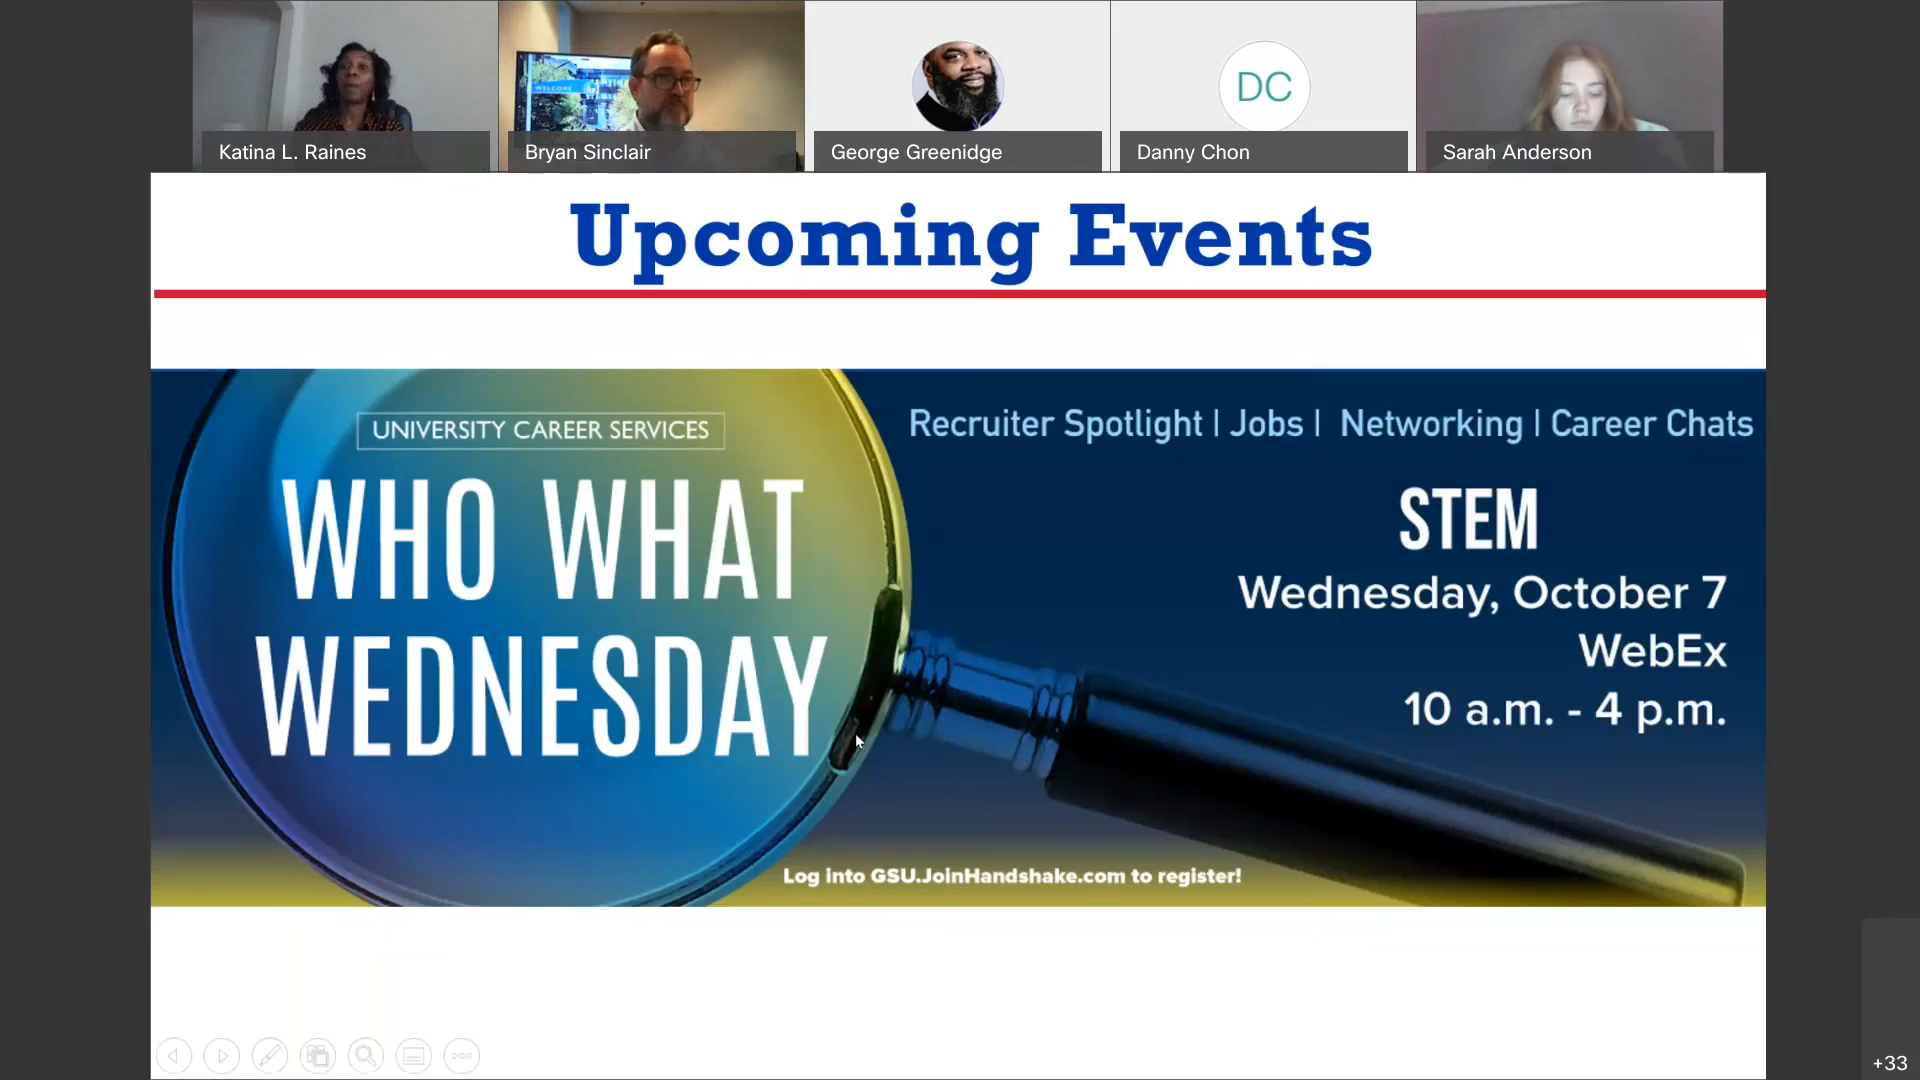 WELCOME
Katina L. Raines
Bryan Sinclair
George Greenidge
DC
Danny Chon
Sarah Anderson
Upcoming Events
UNIVERSITY CAREER SERVICES
WHO WHAT
WEDNESDAY
Recruiter Spotlight | Jobs | Networking | Career Chats
STEM
Wednesday, October 7
WebEx
10 a.m. - 4 p.m.
Log into GSU.JoinHandshake.com to register!
+33